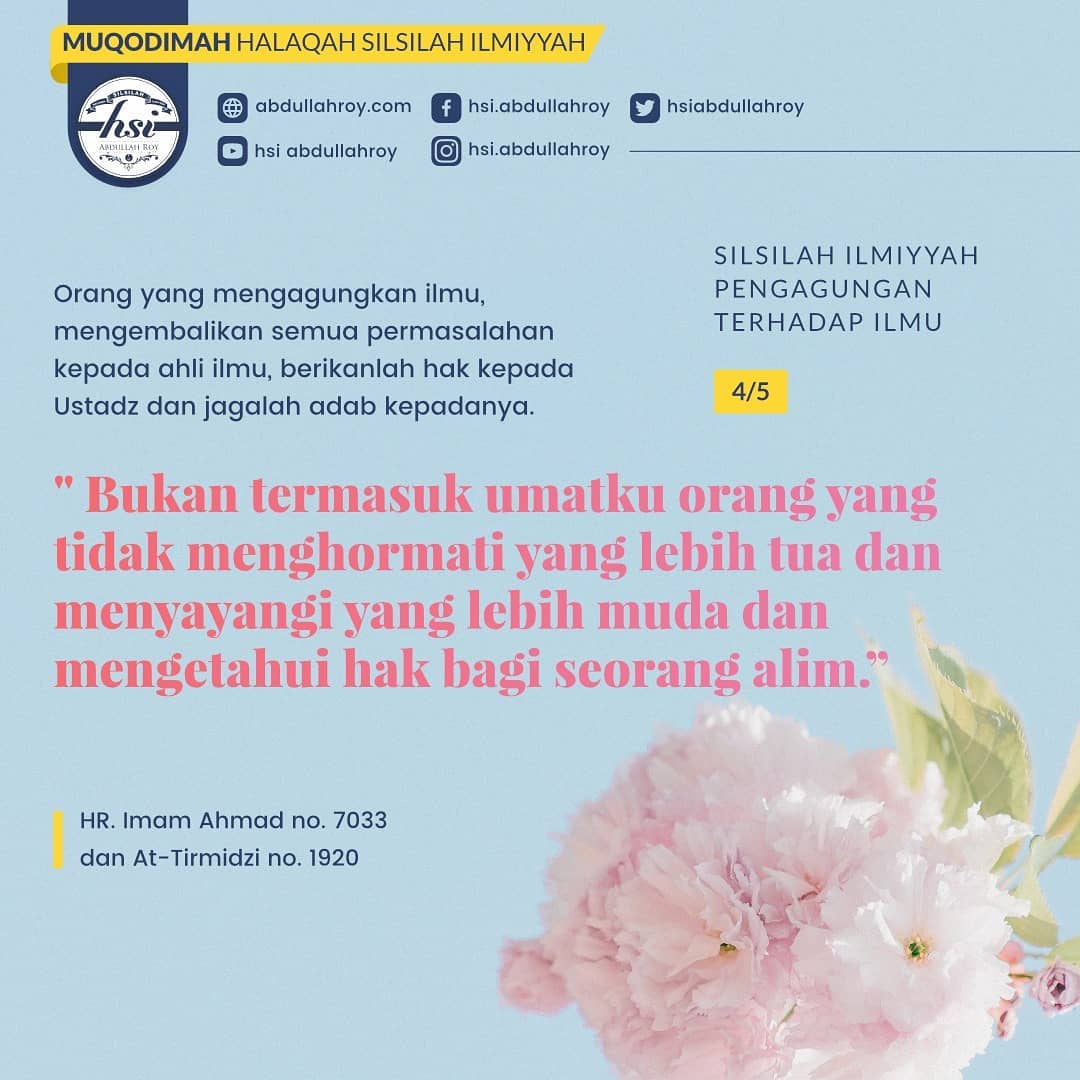 MUQODIMAH HALAQAH SILSILAH ILMIYYAH
SILSILAH
hsi
ABDULLAH ROY
abdullahroy.com
hsi.abdullahroy
hsiabdullahroy
hsi abdullahroy
hsi.abdullahroy
SILSILAH ILMIYYAH
PENGAGUNGAN
TERHADAP ILMU
4/5
Orang yang mengagungkan ilmu,
mengembalikan semua permasalahan
kepada ahli ilmu, berikanlah hak kepada
Ustadz dan jagalah adab kepadanya.
" Bukan termasuk umatku orang yang
tidak menghormati yang lebih tua dan
menyayangi yang lebih muda dan
mengetahui hak bagi seorang alim.”
HR. Imam Ahmad no. 7033
dan At-Tirmidzi no. 1920